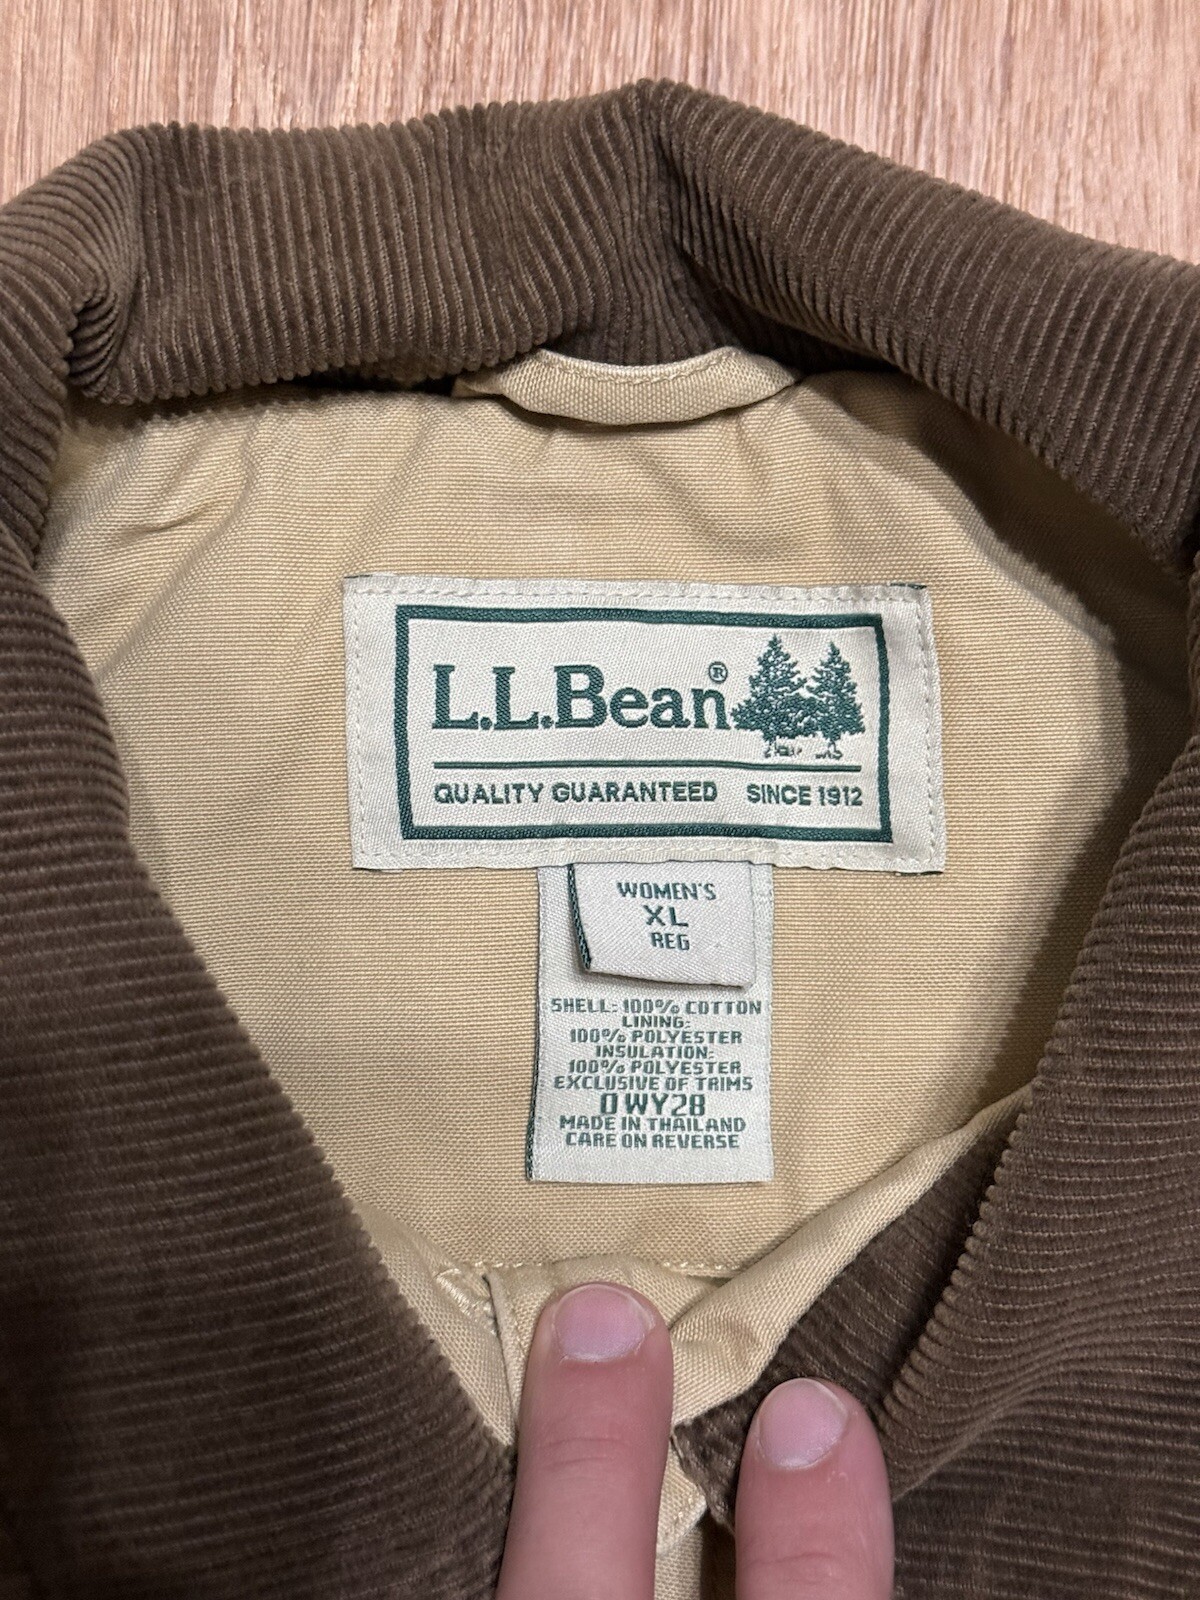 L.L.Bean®
QUALITY GUARANTEED SINCE 1912
WOMEN'S
XL
REG
SHELL: 100% COTTON
LINING:
100% POLYESTER
INSULATION:
100% POLYESTER
EXCLUSIVE OF TRIMS
0WY28
MADE IN THAILAND
CARE ON REVERSE